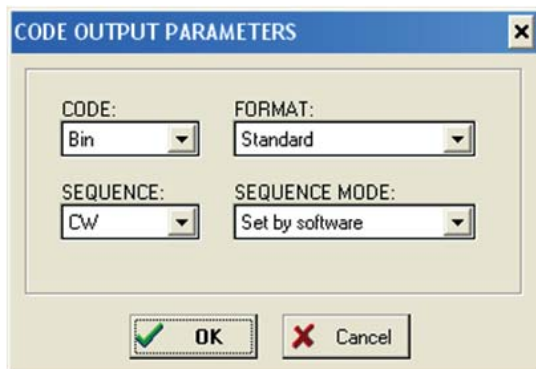 CODE OUTPUT PARAMETERS
CODE: FORMAT:
Bin Standard
SEQUENCE: SEQUENCE MODE:
CW Set by software
OK Cancel